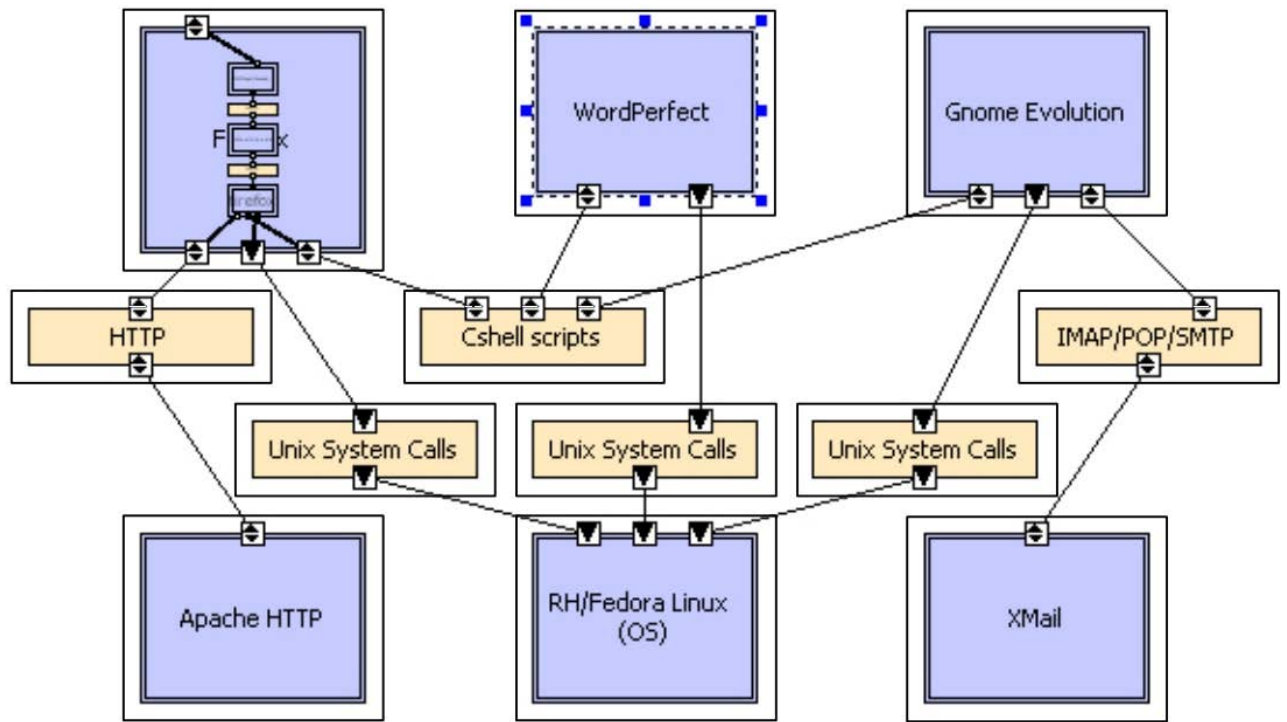 WordPerfect
Gnome Evolution
F x
HTTP
Cshell scripts
IMAP/POP/SMTP
Unix System Calls
Unix System Calls
Unix System Calls
Apache HTTP
RH/Fedora Linux
(OS)
XMail